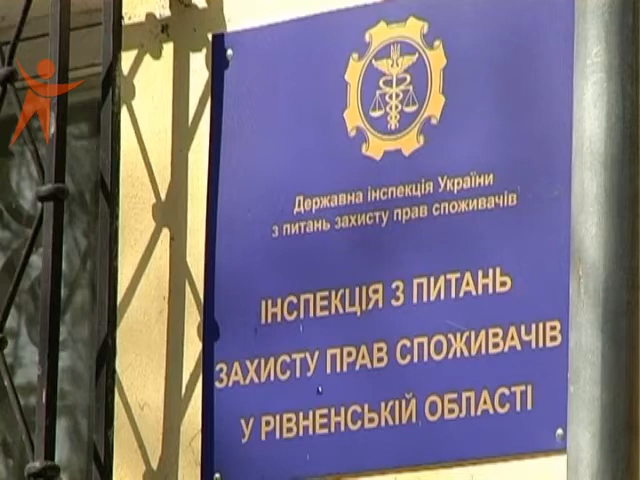 Державна інспекція України
з питань захисту прав споживачів
ІНСПЕКЦІЯ З ПИТАНЬ
ЗАХИСТУ ПРАВ СПОЖИВАЧІВ
У РІВНЕНСЬКІЙ ОБЛАСТІ